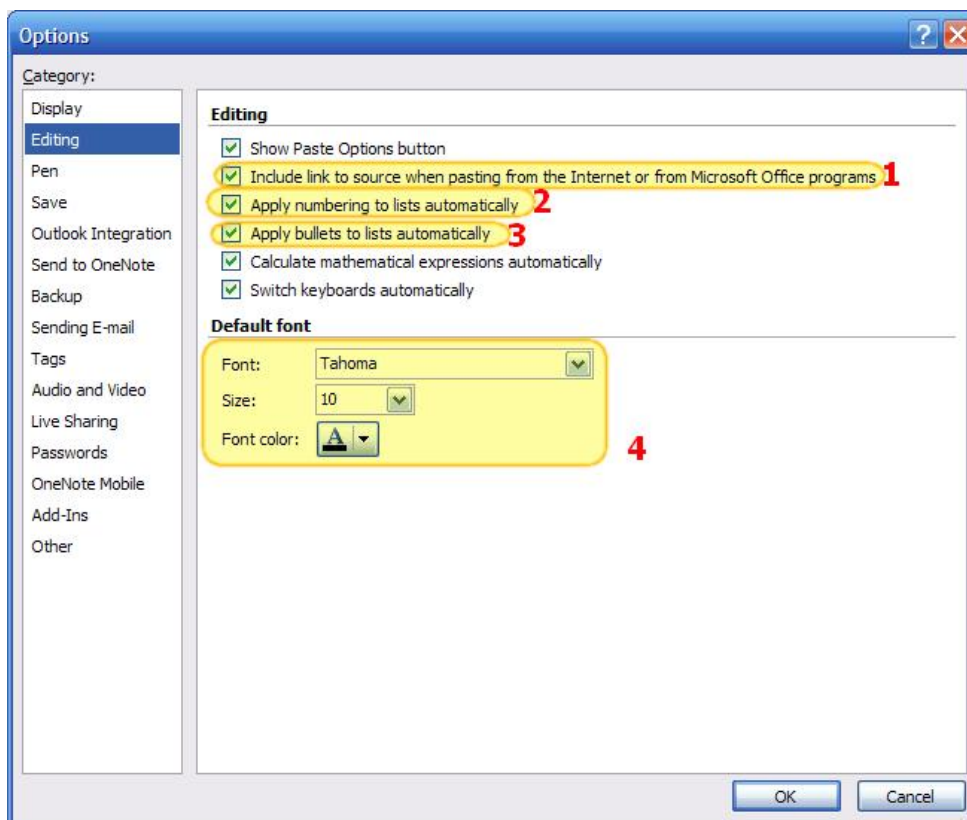 Options
Category:
Display
Editing
Pen
Save
Outlook Integration
Send to OneNote
Backup
Sending E-mail
Tags
Audio and Video
Live Sharing
Passwords
OneNote Mobile
Add-Ins
Other
Editing
Show Paste Options button
Include link to source when pasting from the Internet or from Microsoft Office programs 1
Apply numbering to lists automatically 2
Apply bullets to lists automatically 3
Calculate mathematical expressions automatically
Switch keyboards automatically
Default font
Font: Tahoma
Size: 10
Font color: A
4
OK Cancel